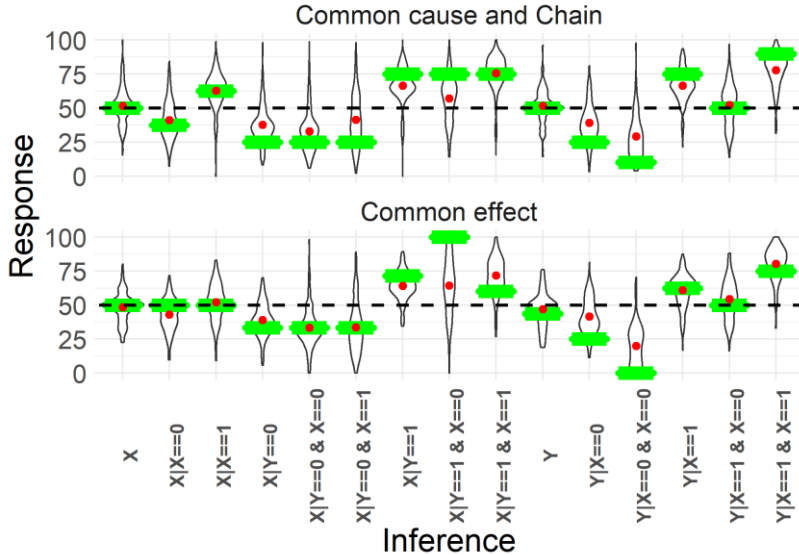 Common cause and Chain
100
75
50
25
0
Response
Common effect
100
75
50
25
0
X
X|X==0
X|X==1
X|Y==0
X|Y==0 & X==0
X|Y==0 & X==1
X|Y==1
X|Y==1 & X==0
X|Y==1 & X==1
Y
Y|X==0
Y|X==0 & X==0
Y|X==1
Y|X==1 & X==0
Y|X==1 & X==1
Inference